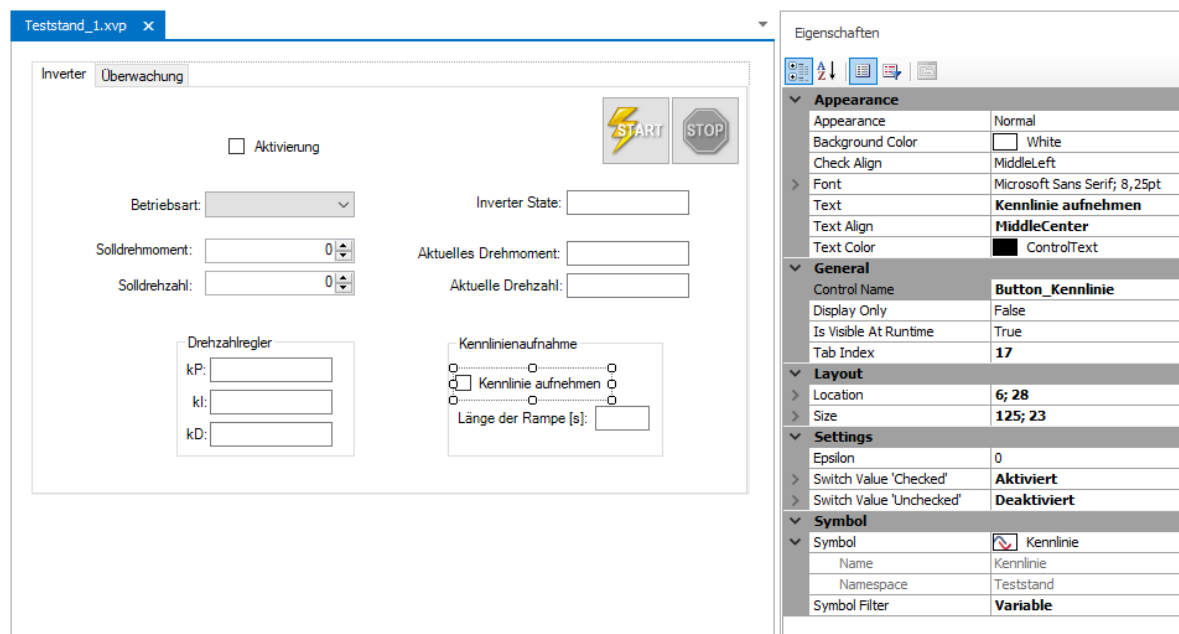 Teststand_1.xvp ✕
Inverter Überwachung
START STOP
Aktivierung
Betriebsart: Inverter State:
Solldrehmoment: 0 Aktuelles Drehmoment:
Solldrehzahl: 0 Aktuelle Drehzahl:
Drehzahlregler
kP:
kI:
kD:
Kennlinienaufnahme
Kennlinie aufnehmen
Länge der Rampe [s]:
Eigenschaften
A Z
Appearance
Appearance Normal
Background Color White
Check Align MiddleLeft
Font Microsoft Sans Serif; 8,25pt
Text Kennlinie aufnehmen
Text Align MiddleCenter
Text Color ControlText
General
Control Name Button_Kennlinie
Display Only False
Is Visible At Runtime True
Tab Index 17
Layout
Location 6; 28
Size 125; 23
Settings
Epsilon 0
Switch Value 'Checked' Aktiviert
Switch Value 'Unchecked' Deaktiviert
Symbol
Symbol Kennlinie
Name Kennlinie
Namespace Teststand
Symbol Filter Variable